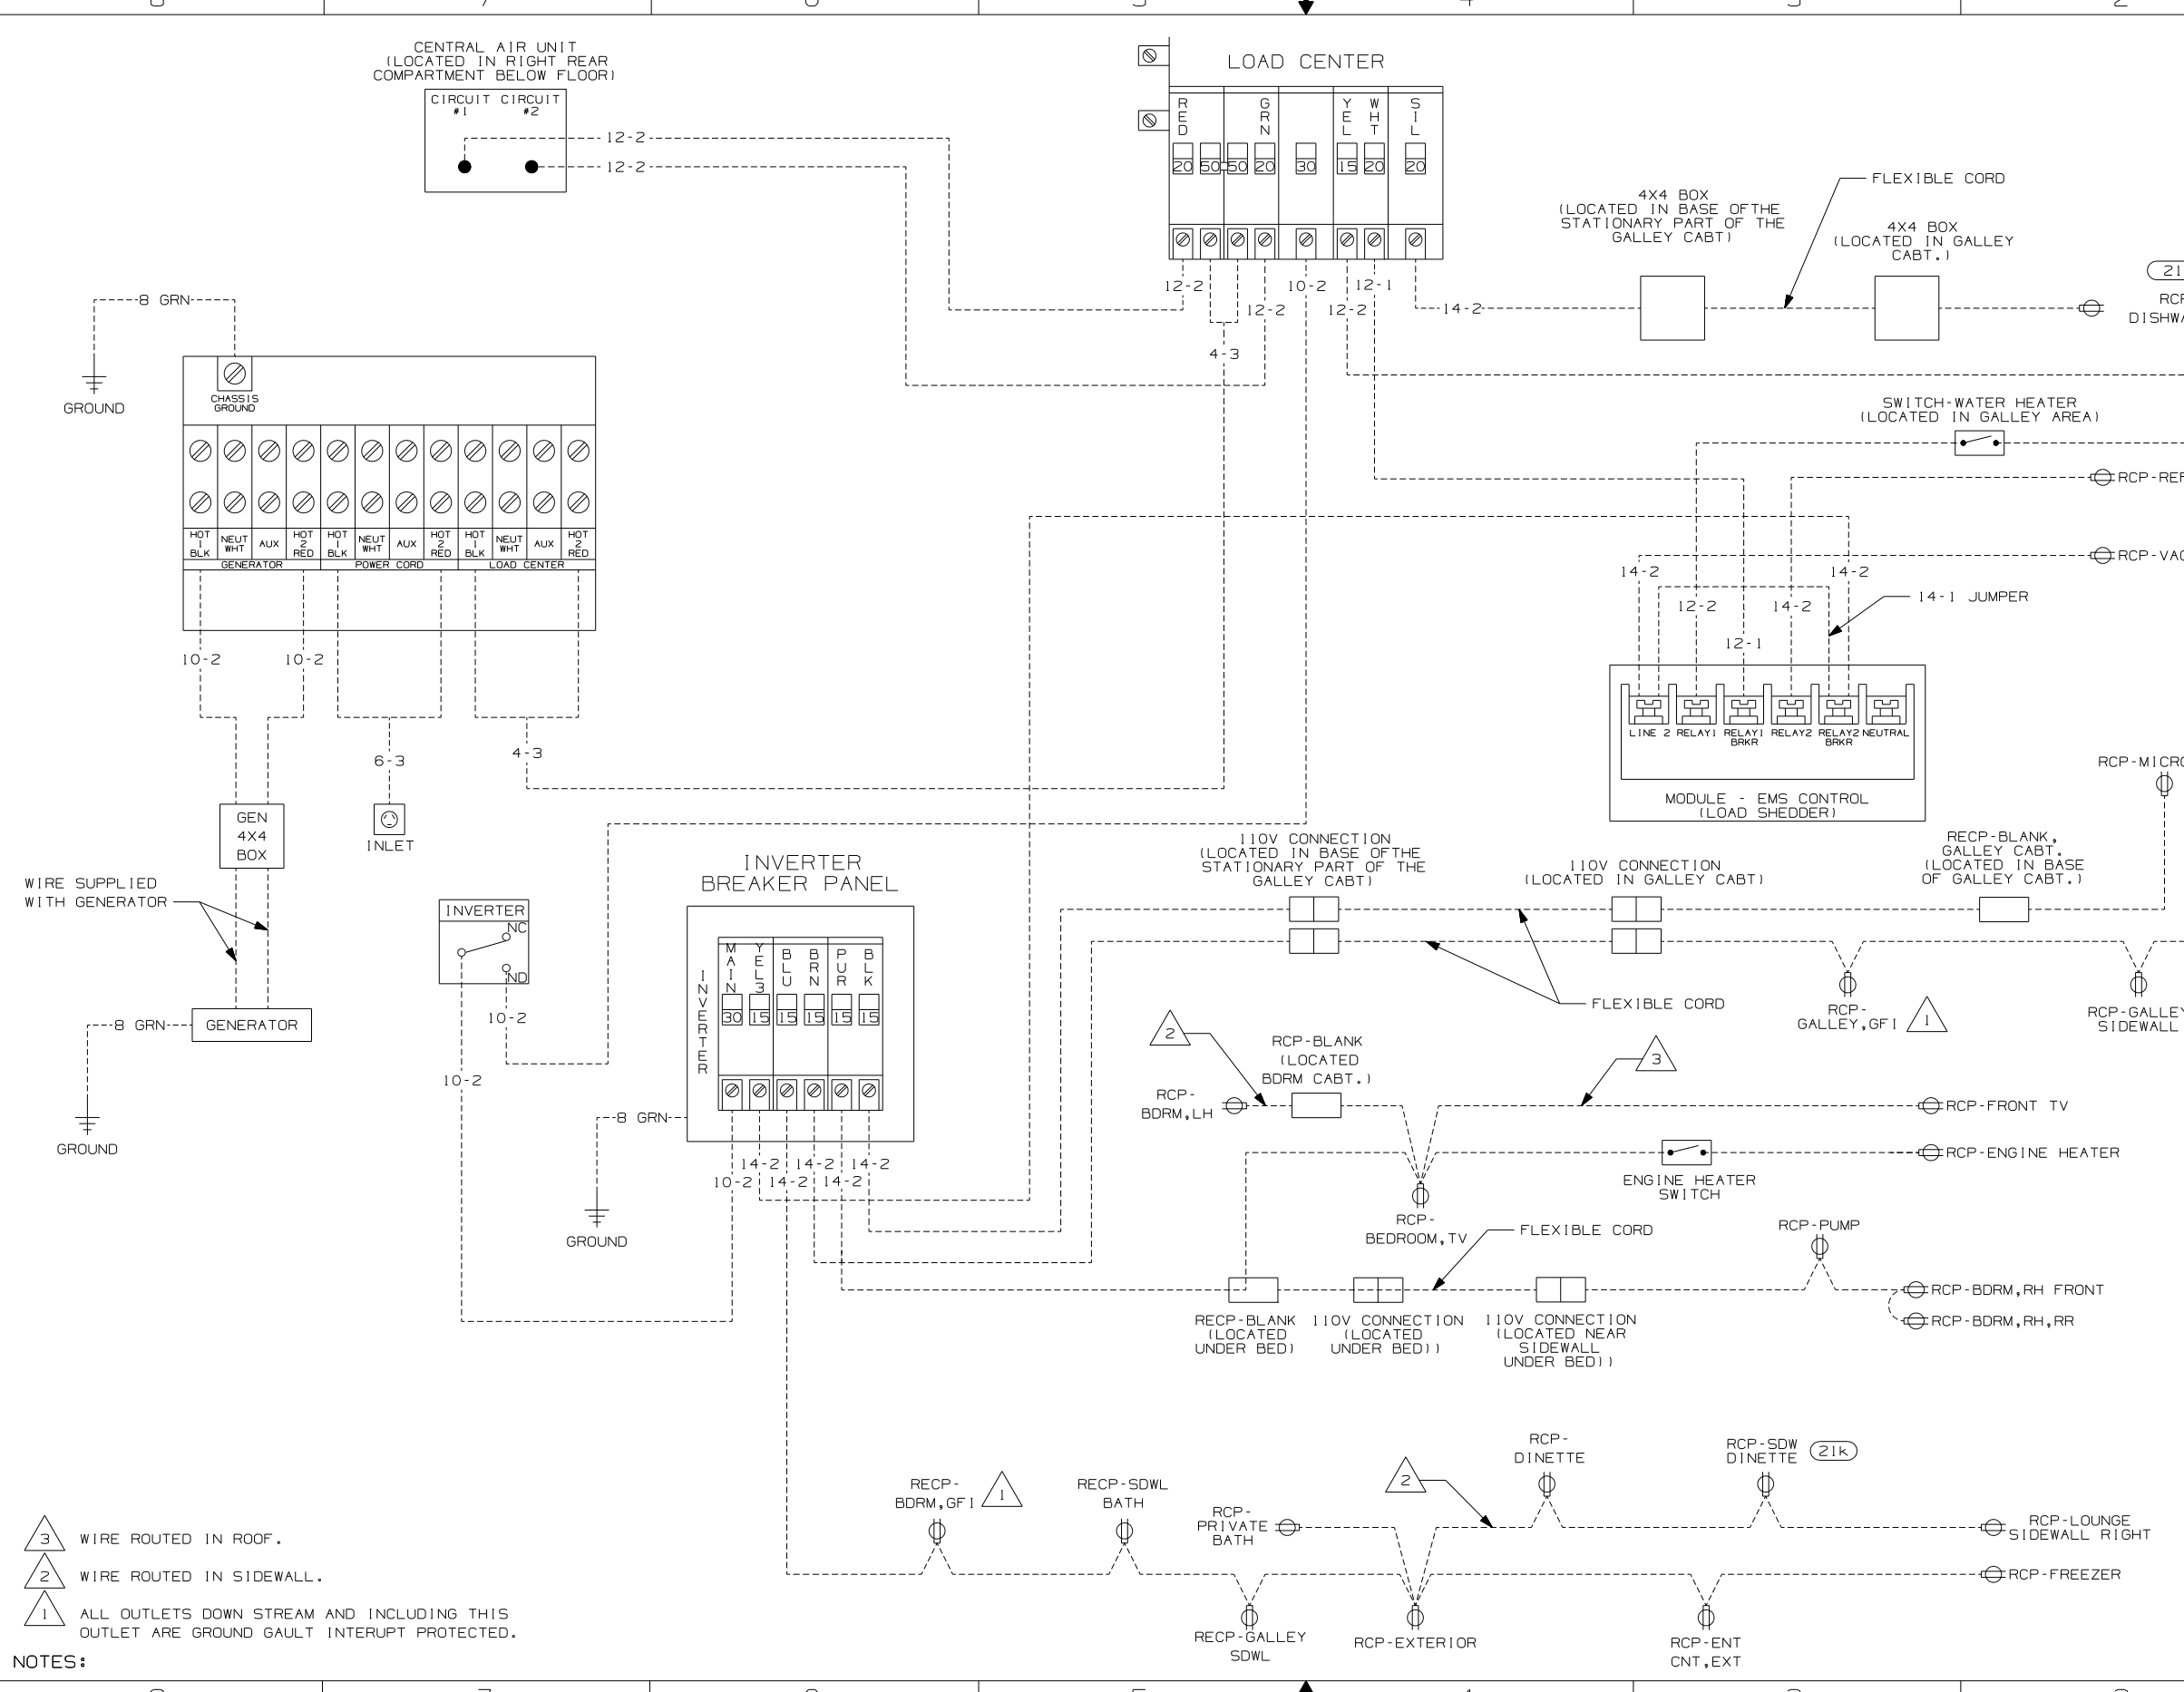 CENTRAL AIR UNIT
(LOCATED IN RIGHT REAR
COMPARTMENT BELOW FLOOR)
CIRCUIT CIRCUIT
#1 #2
12-2
12-2
LOAD CENTER
RED
GRN
YEL
WHT
SIL
20 50 50 20 30 15 20 20
12-2
12-2
10-2
12-2
12-1
14-2
4-3
4X4 BOX
(LOCATED IN BASE OFTHE
STATIONARY PART OF THE
GALLEY CABT)
FLEXIBLE CORD
4X4 BOX
(LOCATED IN GALLEY
CABT.)
21
8 GRN
GROUND
CHASSIS
GROUND
HOT 1 BLK
NEUT WHT
AUX
HOT 2 RED
HOT 1 BLK
NEUT WHT
AUX
HOT 2 RED
HOT 1 BLK
NEUT WHT
AUX
HOT 2 RED
GENERATOR
POWER CORD
LOAD CENTER
10-2
10-2
6-3
4-3
INLET
GEN
4X4
BOX
WIRE SUPPLIED
WITH GENERATOR
8 GRN
GENERATOR
GROUND
SWITCH-WATER HEATER
(LOCATED IN GALLEY AREA)
14-2
14-2
12-2
14-2
14-1 JUMPER
12-1
LINE 2
RELAY1
RELAY1
BRKR
RELAY2
RELAY2
BRKR
NEUTRAL
MODULE - EMS CONTROL
(LOAD SHEDDER)
INVERTER
NC
ND
10-2
10-2
INVERTER
BREAKER PANEL
INVERTER
MAIN
YEL3
BLU
BRN
PUR
BLK
30 15 15 15 15 15
8 GRN
GROUND
14-2
14-2
14-2
10-2
14-2
14-2
110V CONNECTION
(LOCATED IN BASE OFTHE
STATIONARY PART OF THE
GALLEY CABT)
110V CONNECTION
(LOCATED IN GALLEY CABT)
RECP-BLANK,
GALLEY CABT.
(LOCATED IN BASE
OF GALLEY CABT.)
FLEXIBLE CORD
RCP-
GALLEY,GFI
1
RCP-GALLEY
SIDEWALL
2
RCP-BLANK
(LOCATED
BDRM CABT.)
3
RCP-
BDRM,LH
RCP-FRONT TV
RCP-ENGINE HEATER
ENGINE HEATER
SWITCH
RCP-
BEDROOM,TV
FLEXIBLE CORD
RCP-PUMP
RCP-BDRM,RH FRONT
RCP-BDRM,RH,RR
RECP-BLANK
(LOCATED
UNDER BED)
110V CONNECTION
(LOCATED
UNDER BED))
110V CONNECTION
(LOCATED NEAR
SIDEWALL
UNDER BED))
RECP-
BDRM,GFI
1
RECP-SDWL
BATH
RCP-
PRIVATE
BATH
2
RCP-
DINETTE
RCP-SDW
DINETTE
21k
RCP-LOUNGE
SIDEWALL RIGHT
RCP-FREEZER
RECP-GALLEY
SDWL
RCP-EXTERIOR
RCP-ENT
CNT,EXT
3 WIRE ROUTED IN ROOF.
2 WIRE ROUTED IN SIDEWALL.
1 ALL OUTLETS DOWN STREAM AND INCLUDING THIS
OUTLET ARE GROUND GAULT INTERUPT PROTECTED.
NOTES: